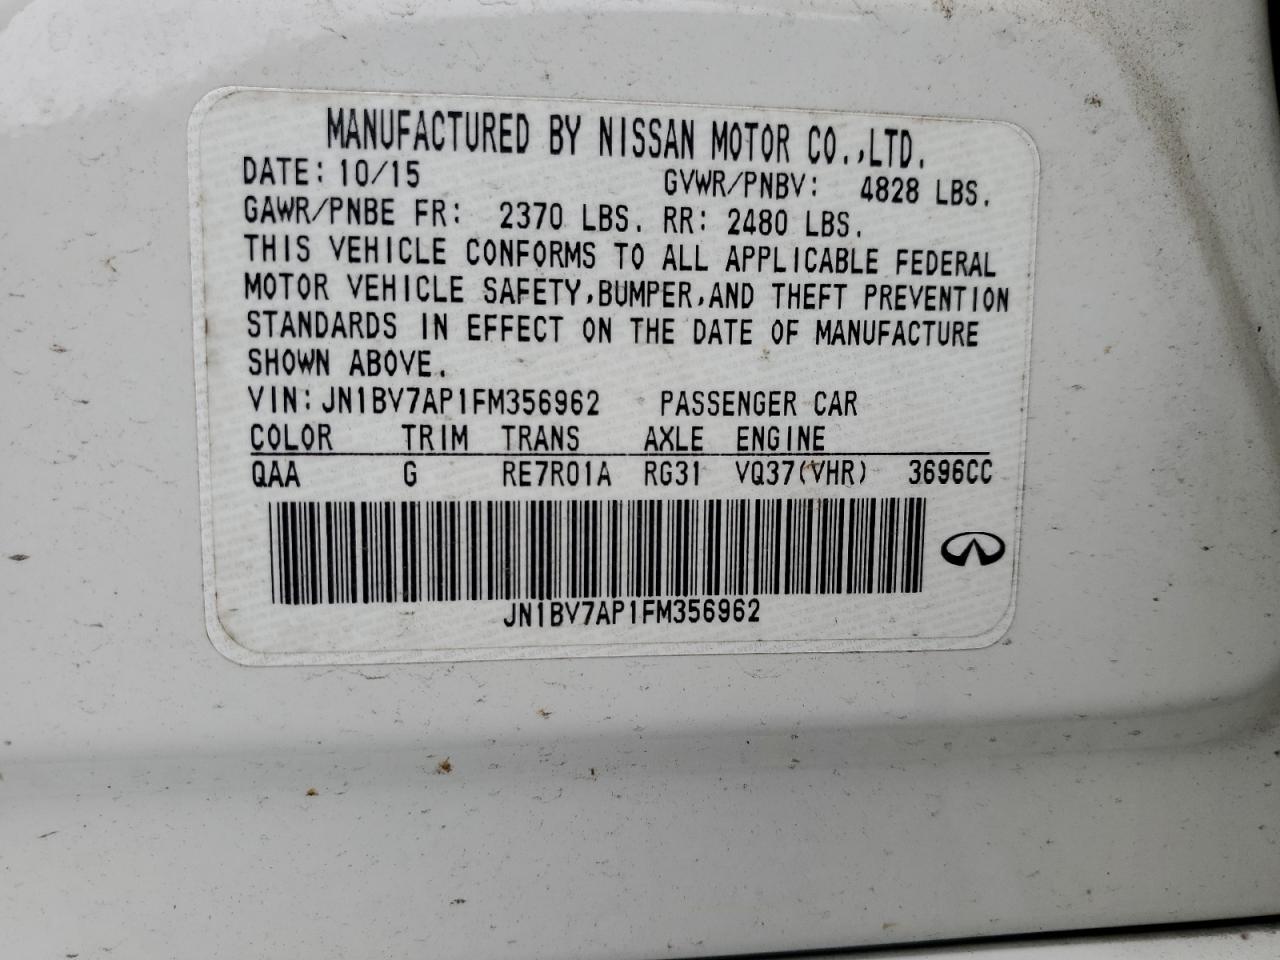 MANUFACTURED BY NISSAN MOTOR CO.,LTD.
DATE: 10/15 GVWR/PNBV: 4828 LBS.
GAWR/PNBE FR: 2370 LBS. RR: 2480 LBS.
THIS VEHICLE CONFORMS TO ALL APPLICABLE FEDERAL
MOTOR VEHICLE SAFETY,BUMPER,AND THEFT PREVENTION
STANDARDS IN EFFECT ON THE DATE OF MANUFACTURE
SHOWN ABOVE.
VIN: JN1BV7AP1FM356962 PASSENGER CAR
COLOR TRIM TRANS AXLE ENGINE
QAA G RE7R01A RG31 VQ37(VHR) 3696CC
JN1BV7AP1FM356962